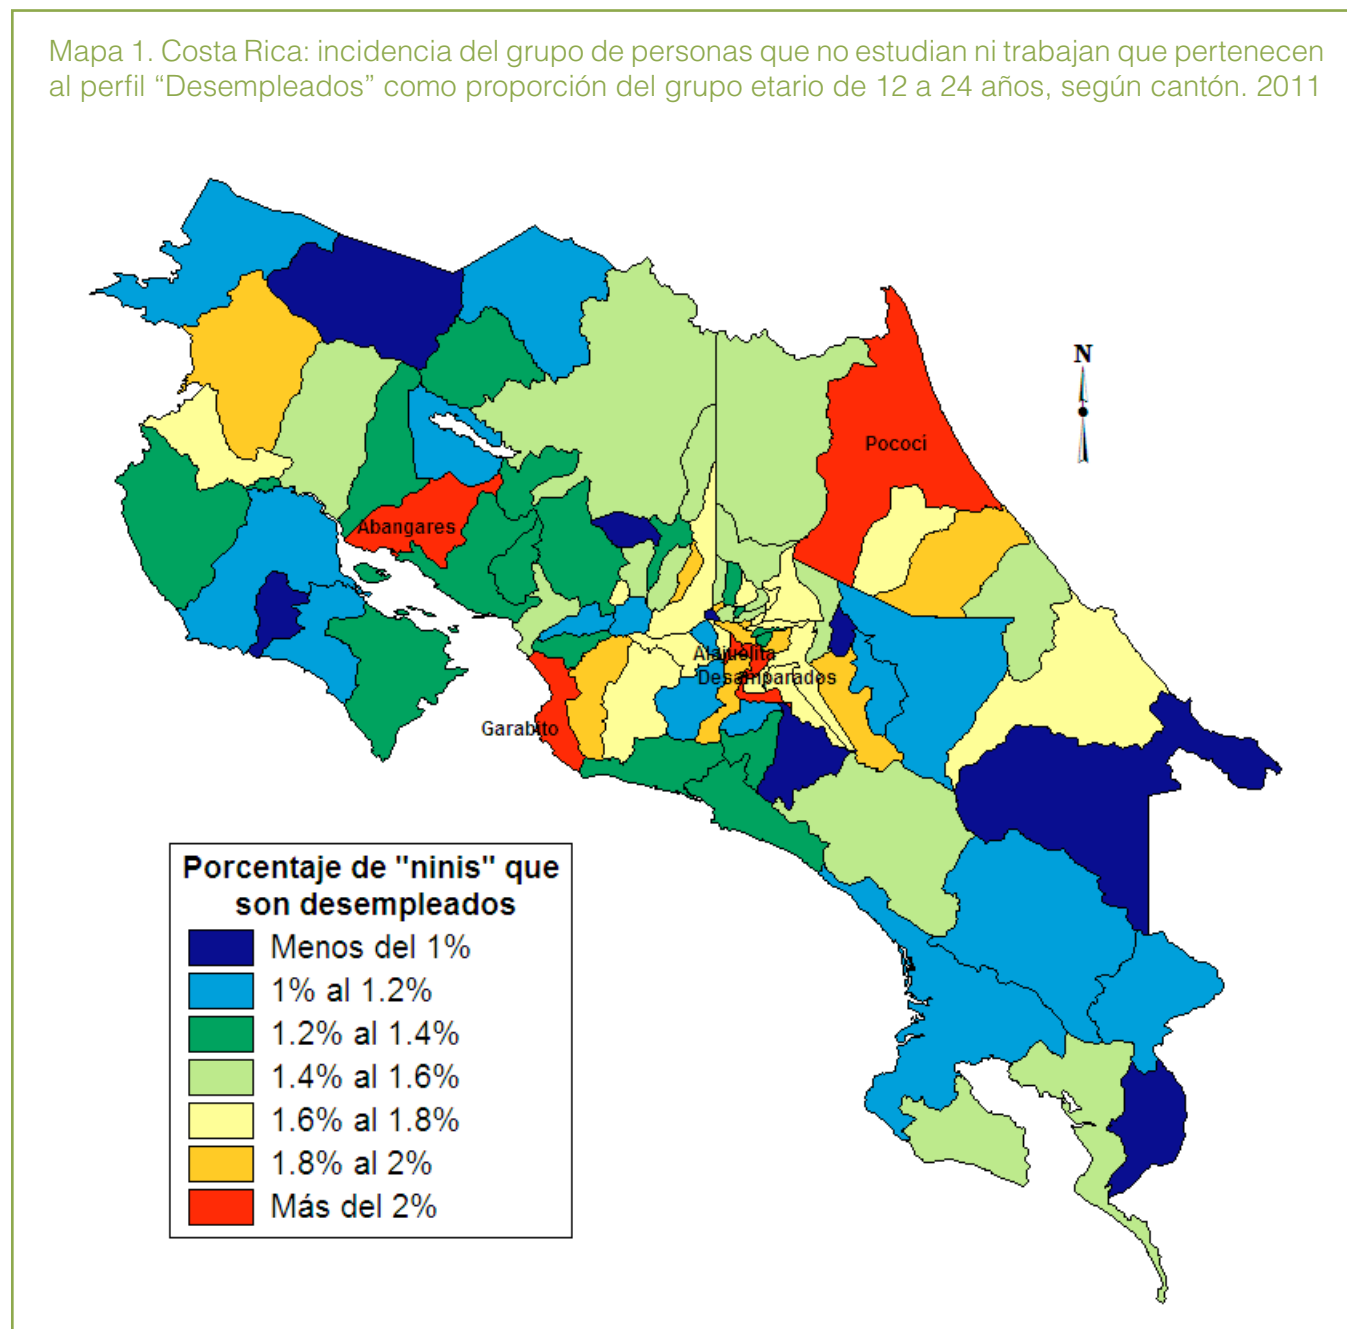 Mapa 1. Costa Rica: incidencia del grupo de personas que no estudian ni trabajan que pertenecen
al perfil “Desempleados” como proporción del grupo etario de 12 a 24 años, según cantón. 2011
N
Pococí
Abangares
Alajuelita
Desamparados
Garabito
Porcentaje de "ninis" que
son desempleados
Menos del 1%
1% al 1.2%
1.2% al 1.4%
1.4% al 1.6%
1.6% al 1.8%
1.8% al 2%
Más del 2%